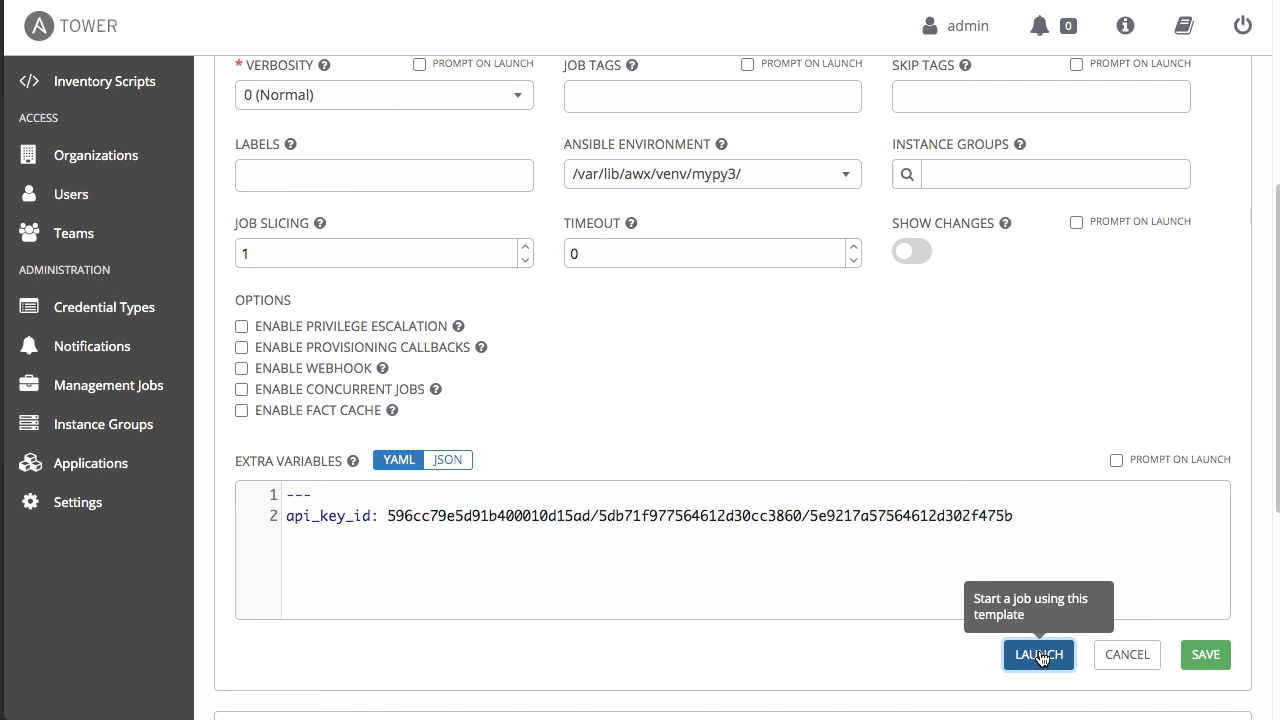 TOWER
admin
0
Inventory Scripts
ACCESS
Organizations
Users
Teams
ADMINISTRATION
Credential Types
Notifications
Management Jobs
Instance Groups
Applications
Settings
* VERBOSITY
PROMPT ON LAUNCH
0 (Normal)
JOB TAGS
PROMPT ON LAUNCH
SKIP TAGS
PROMPT ON LAUNCH
LABELS
ANSIBLE ENVIRONMENT
/var/lib/awx/venv/mypy3/
INSTANCE GROUPS
JOB SLICING
1
TIMEOUT
0
SHOW CHANGES
PROMPT ON LAUNCH
OPTIONS
ENABLE PRIVILEGE ESCALATION
ENABLE PROVISIONING CALLBACKS
ENABLE WEBHOOK
ENABLE CONCURRENT JOBS
ENABLE FACT CACHE
EXTRA VARIABLES
YAML
JSON
PROMPT ON LAUNCH
1 ---
2 api_key_id: 596cc79e5d91b400010d15ad/5db71f977564612d30cc3860/5e9217a57564612d302f475b
Start a job using this
template
LAUNCH
CANCEL
SAVE